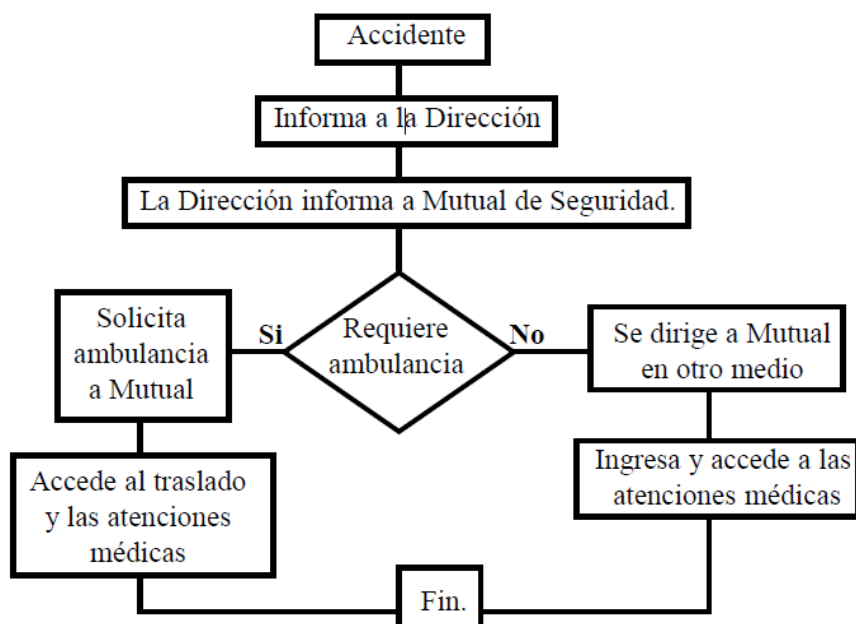 Accidente
Informa a la Dirección
La Dirección informa a Mutual de Seguridad.
Solicita
ambulancia
a Mutual
Si
Requiere
ambulancia
No
Se dirige a Mutual
en otro medio
Accede al traslado
y las atenciones
médicas
Ingresa y accede a las
atenciones médicas
Fin.